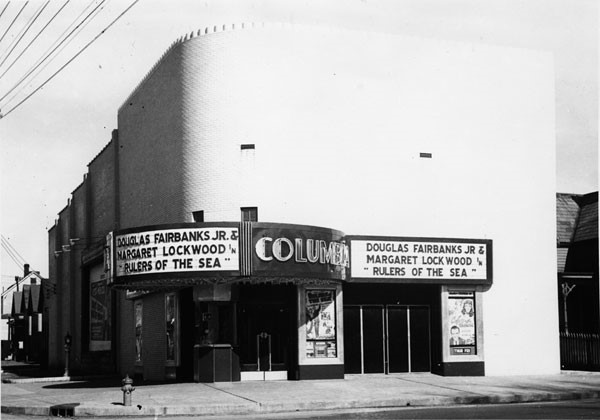 DOUGLAS FAIRBANKS JR. &
MARGARET LOCKWOOD IN
"RULERS OF THE SEA"
COLUMBIA
DOUGLAS FAIRBANKS JR. &
MARGARET LOCKWOOD IN
"RULERS OF THE SEA"